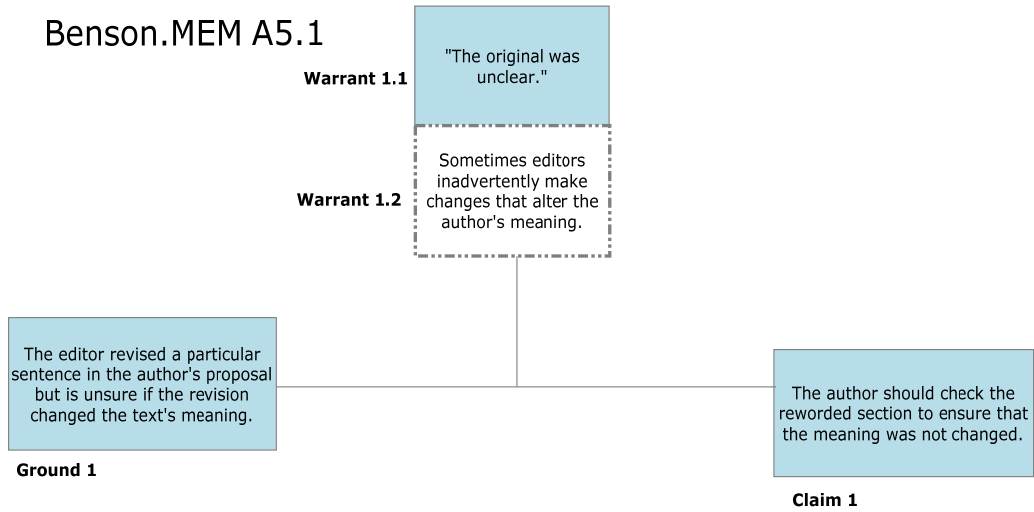 Benson.MEM A5.1
Warrant 1.1
"The original was
unclear."
Warrant 1.2
Sometimes editors
inadvertently make
changes that alter the
author's meaning.
The editor revised a particular
sentence in the author's proposal
but is unsure if the revision
changed the text's meaning.
Ground 1
The author should check the
reworded section to ensure that
the meaning was not changed.
Claim 1